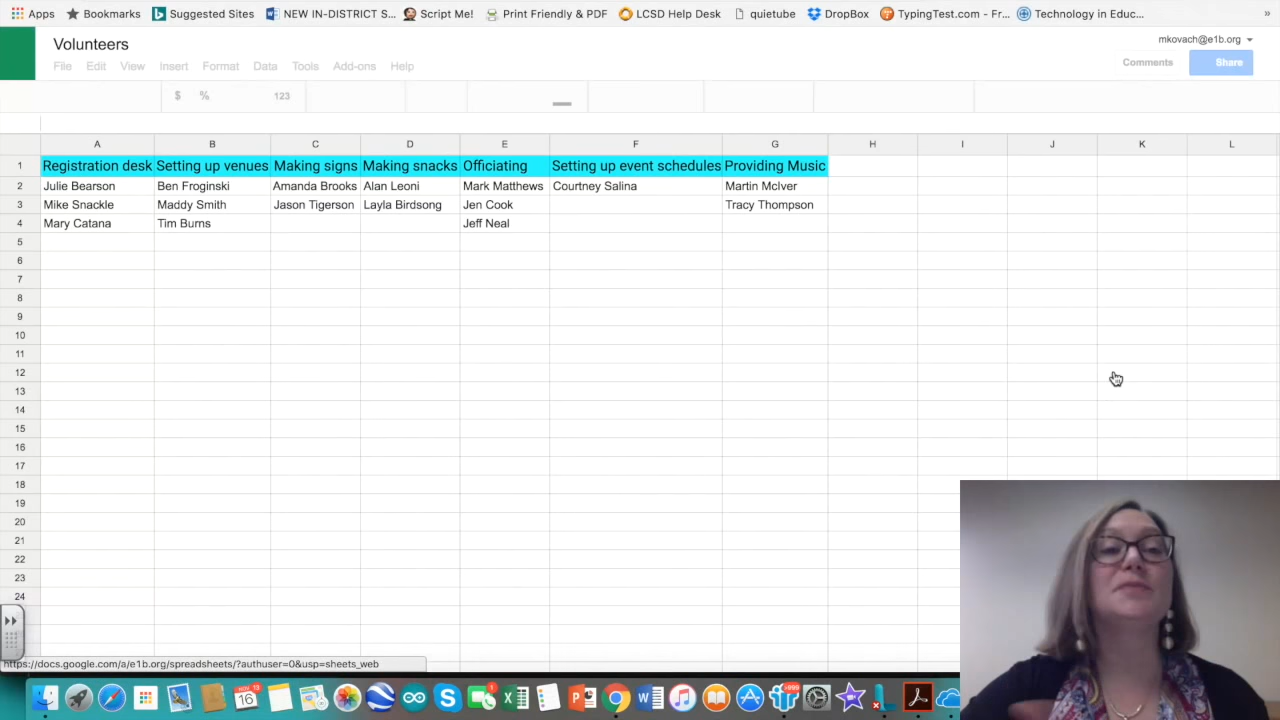 Apps Bookmarks Suggested Sites NEW IN-DISTRICT S... Script Me! Print Friendly & PDF LCSD Help Desk quietube DropBox TypingTest.com - Fr... Technology in Educ... »
Volunteers
mkovach@e1b.org
File Edit View Insert Format Data Tools Add-ons Help
Comments Share
$ % 123
A B C D E F G H I J K L
1 Registration desk Setting up venues Making signs Making snacks Officiating Setting up event schedules Providing Music
2 Julie Bearson Ben Froginski Amanda Brooks Alan Leoni Mark Matthews Courtney Salina Martin McIver
3 Mike Snackle Maddy Smith Jason Tigerson Layla Birdsong Jen Cook Tracy Thompson
4 Mary Catana Tim Burns Jeff Neal
5
6
7
8
9
10
11
12
13
14
15
16
17
18
19
20
21
22
23
24
https://docs.google.com/a/e1b.org/spreadsheets/?authuser=0&usp=sheets_web
NOV 13
16
1
+999